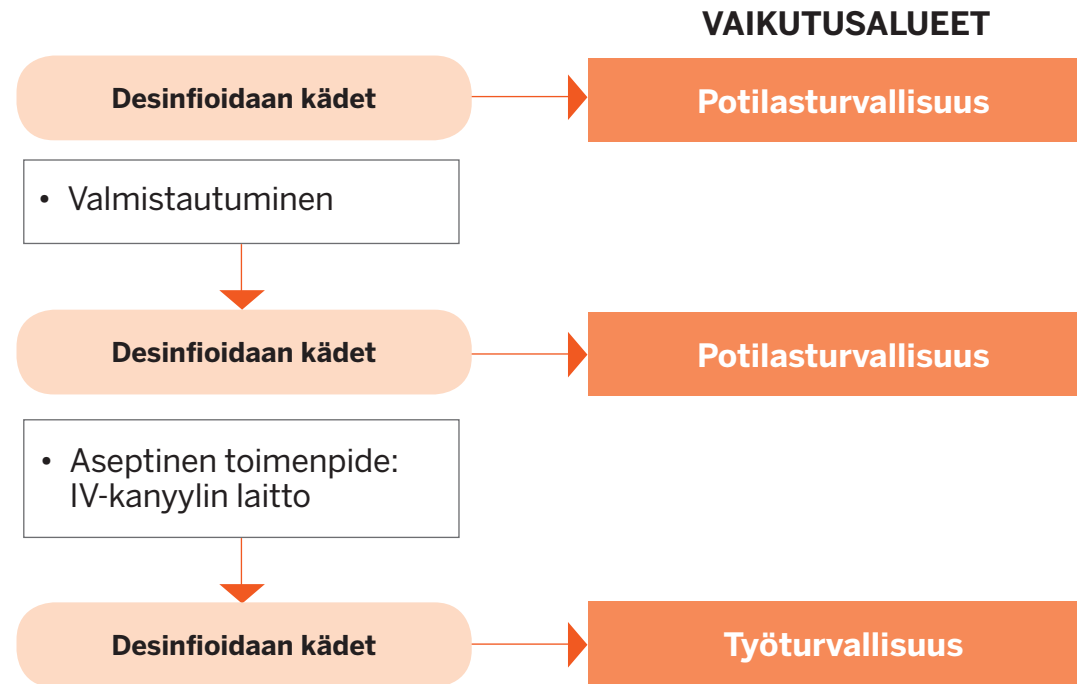 VAIKUTUSALUEET
Desinfioidaan kädet
Potilasturvallisuus
• Valmistautuminen
Desinfioidaan kädet
Potilasturvallisuus
• Aseptinen toimenpide:
IV-kanyylin laitto
Desinfioidaan kädet
Työturvallisuus